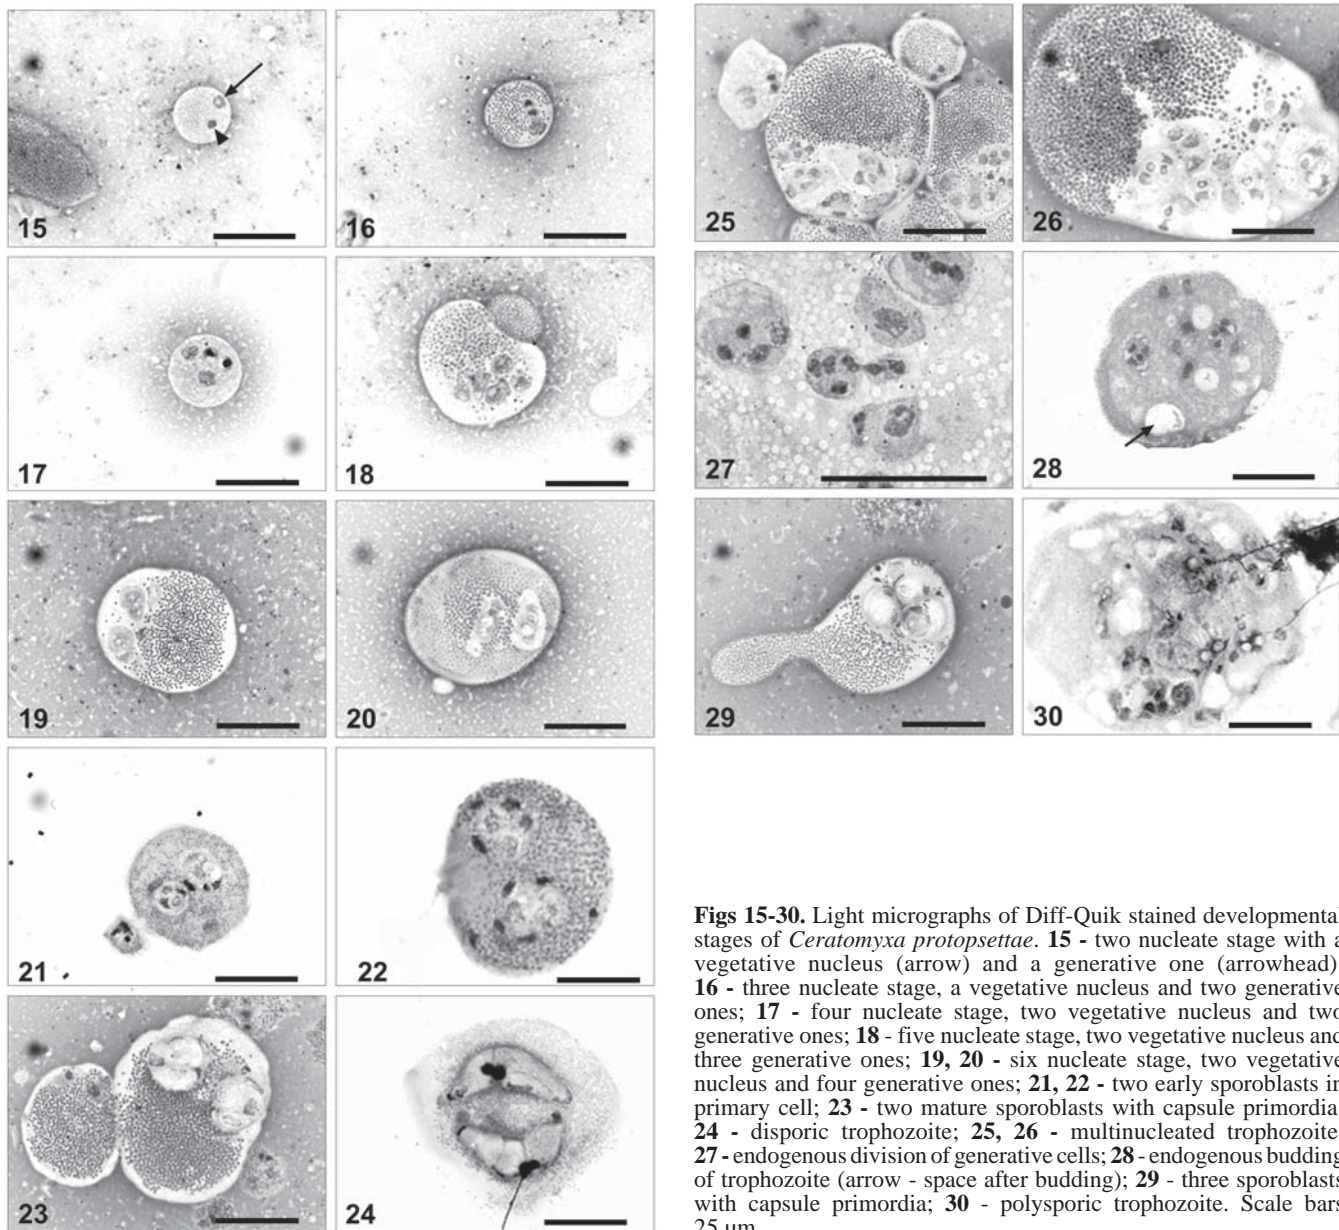 15
16
25
26
17
18
27
28
19
20
29
30
21
22
23
24
Figs 15-30. Light micrographs of Diff-Quik stained developmental
stages of Ceratomyxa protopsettae. 15 - two nucleate stage with a
vegetative nucleus (arrow) and a generative one (arrowhead)
16 - three nucleate stage, a vegetative nucleus and two generative
ones; 17 - four nucleate stage, two vegetative nucleus and two
generative ones; 18 - five nucleate stage, two vegetative nucleus and
three generative ones; 19, 20 - six nucleate stage, two vegetative
nucleus and four generative ones; 21, 22 - two early sporoblasts in
primary cell; 23 - two mature sporoblasts with capsule primordia
24 - disporic trophozoite; 25, 26 - multinucleated trophozoite
27 - endogenous division of generative cells; 28 - endogenous budding
of trophozoite (arrow - space after budding); 29 - three sporoblasts
with capsule primordia; 30 - polysporic trophozoite. Scale bars
25 µm